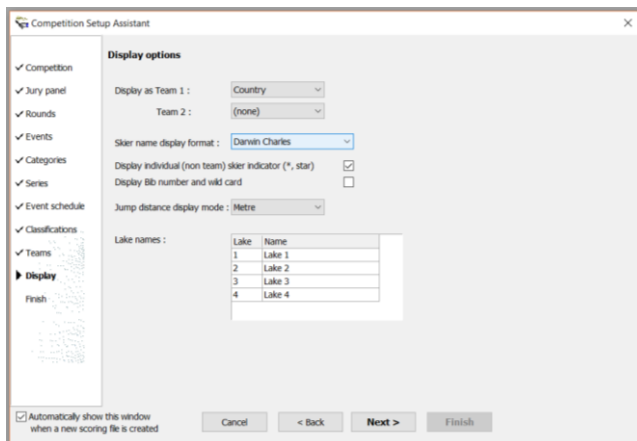 Competition Setup Assistant
Competition
Jury panel
Rounds
Events
Categories
Series
Event schedule
Classifications
Teams
Display
Finish
Display options
Display as Team 1 : Country
Team 2 : (none)
Skier name display format : Darwin Charles
Display individual (non team) skier indicator (*, star)
Display Bib number and wild card
Jump distance display mode : Metre
Lake names :
Lake Name
1 Lake 1
2 Lake 2
3 Lake 3
4 Lake 4
Automatically show this window
when a new scoring file is created
Cancel < Back Next > Finish